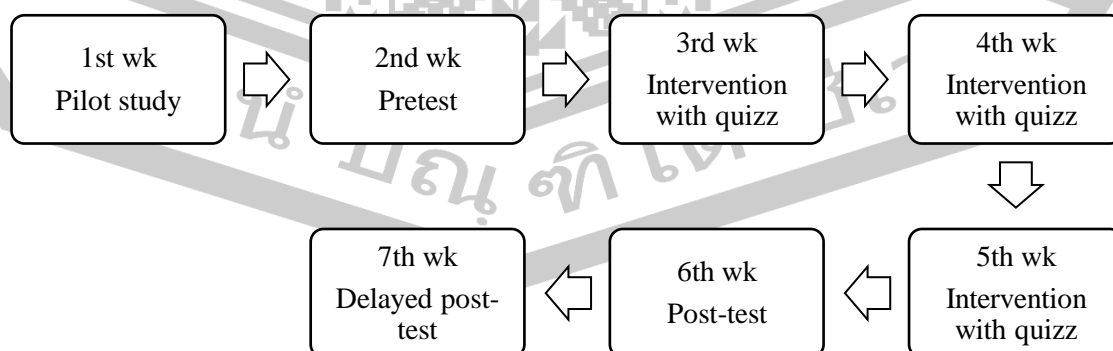 1st wk
Pilot study
2nd wk
Pretest
3rd wk
Intervention
with quizz
4th wk
Intervention
with quizz
5th wk
Intervention
with quizz
6th wk
Post-test
7th wk
Delayed post-
test